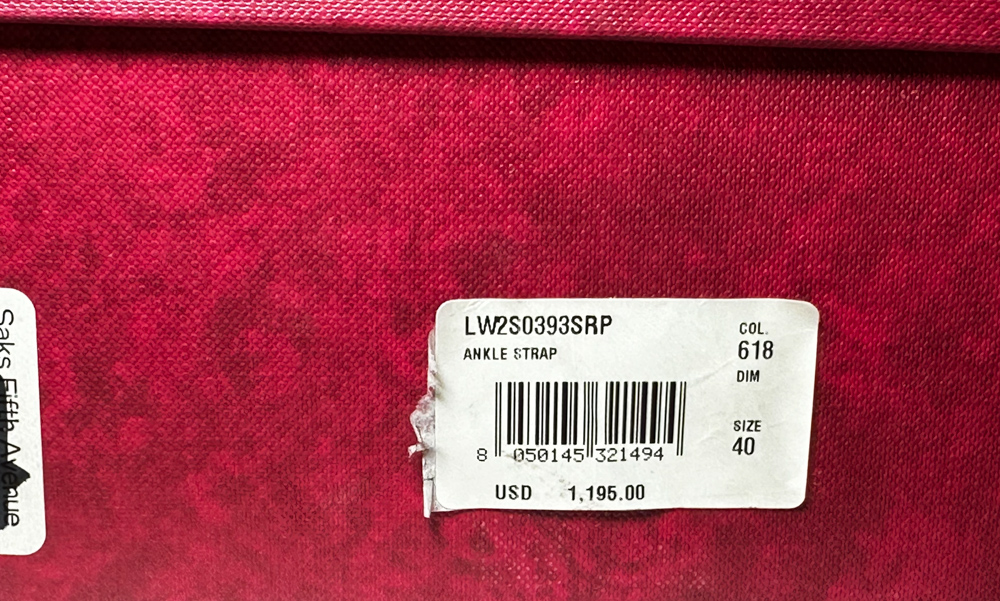 Saks Fifth Avenue
LW2S0393SRP
ANKLE STRAP
COL.
618
DIM
SIZE
40
8 050145 321494
USD 1,195.00